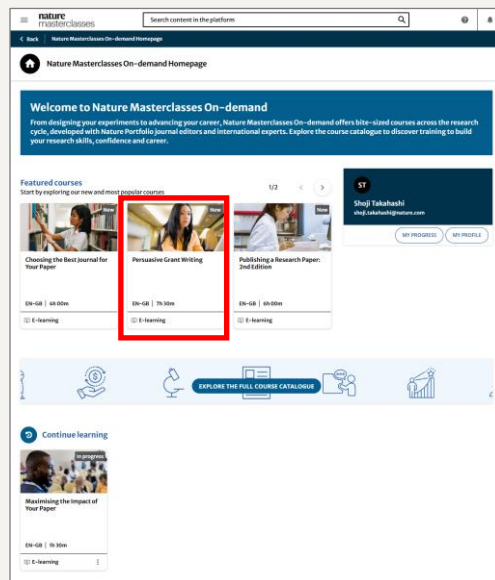 nature
masterclasses
Search content in the platform
< Back
Nature Masterclasses On-demand Homepage
Nature Masterclasses On-demand Homepage
Welcome to Nature Masterclasses On-demand
From designing your experiments to advancing your career, Nature Masterclasses On-demand offers bite-sized courses across the research
cycle, developed with Nature Portfolio journal editors and international experts. Explore the course catalogue to discover training to build
your research skills, confidence and career.
Featured courses
Start by exploring our new and most popular courses
1/2
New
Choosing the Best Journal for
Your Paper
EN-GB | 4h 00m
E-learning
New
Persuasive Grant Writing
EN-GB | 7h 30m
E-learning
New
Publishing a Research Paper:
2nd Edition
EN-GB | 6h 00m
E-learning
ST
Shoji Takahashi
shoji.takahashi@nature.com
MY PROGRESS
MY PROFILE
EXPLORE THE FULL COURSE CATALOGUE
Continue learning
In progress
Maximising the Impact of
Your Paper
EN-GB | 1h 30m
E-learning